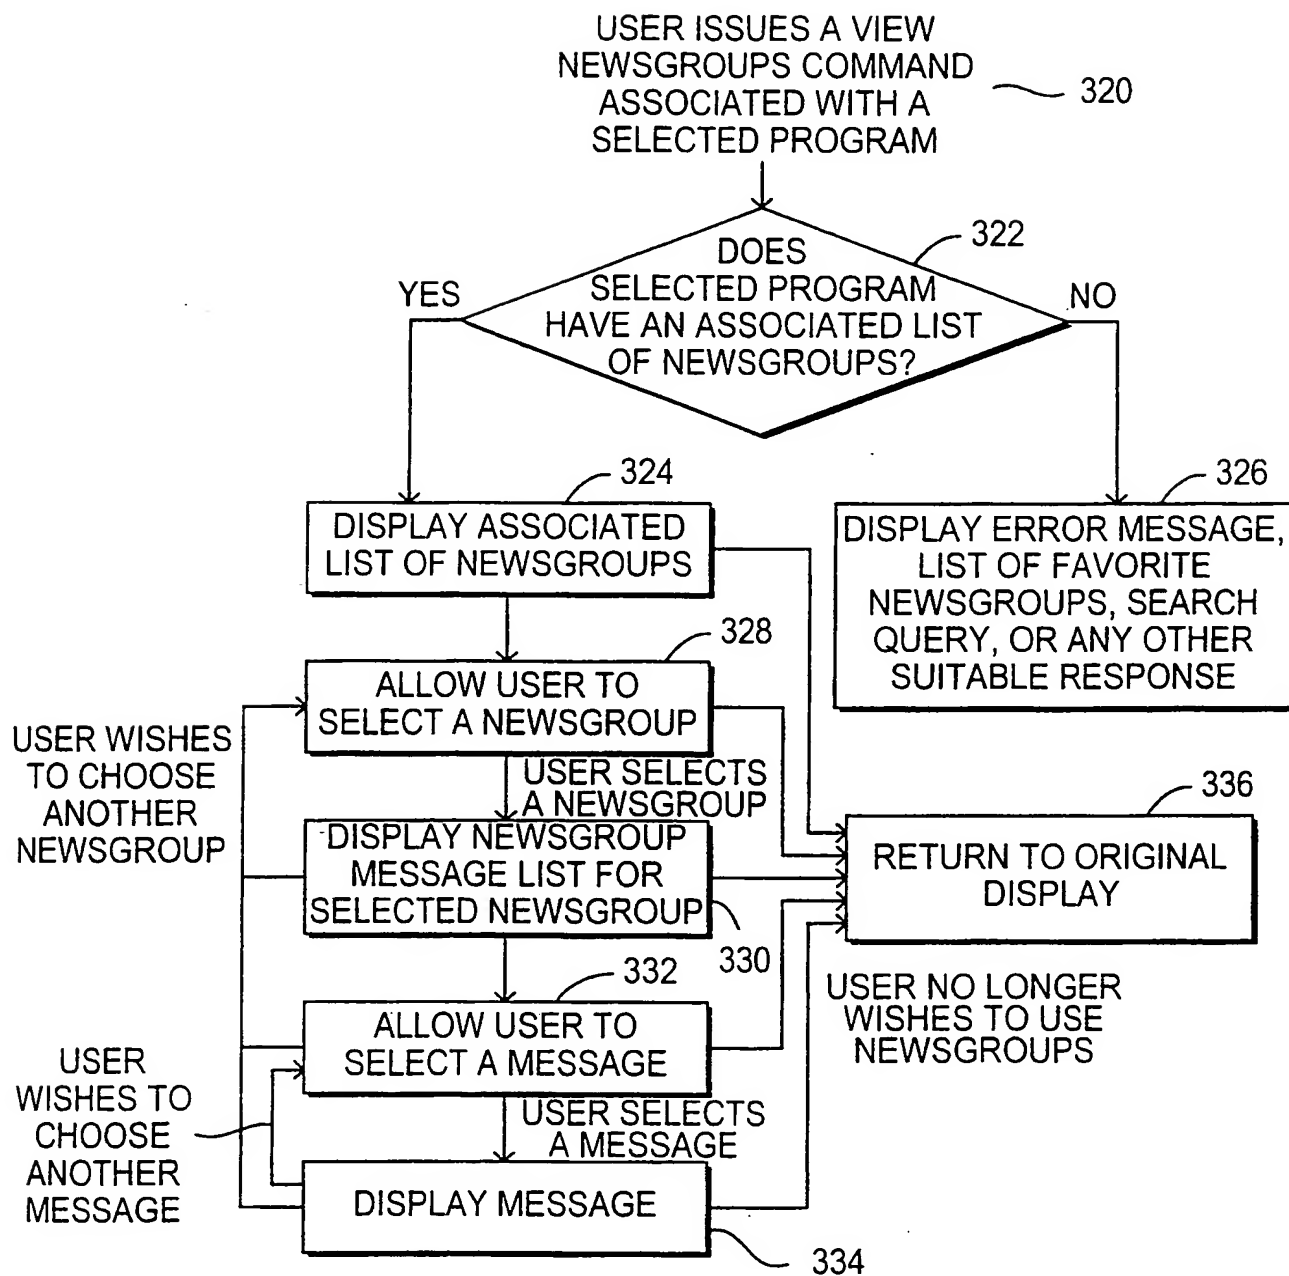 USER ISSUES A VIEW
NEWSGROUPS COMMAND
ASSOCIATED WITH A
SELECTED PROGRAM
320
322
DOES
SELECTED PROGRAM
HAVE AN ASSOCIATED LIST
OF NEWSGROUPS?
YES
NO
324
DISPLAY ASSOCIATED
LIST OF NEWSGROUPS
326
DISPLAY ERROR MESSAGE,
LIST OF FAVORITE
NEWSGROUPS, SEARCH
QUERY, OR ANY OTHER
SUITABLE RESPONSE
328
ALLOW USER TO
SELECT A NEWSGROUP
USER WISHES
TO CHOOSE
ANOTHER
NEWSGROUP
USER SELECTS
A NEWSGROUP
DISPLAY NEWSGROUP
MESSAGE LIST FOR
SELECTED NEWSGROUP
330
336
RETURN TO ORIGINAL
DISPLAY
332
ALLOW USER TO
SELECT A MESSAGE
USER NO LONGER
WISHES TO USE
NEWSGROUPS
USER
WISHES TO
CHOOSE
ANOTHER
MESSAGE
USER SELECTS
A MESSAGE
DISPLAY MESSAGE
334